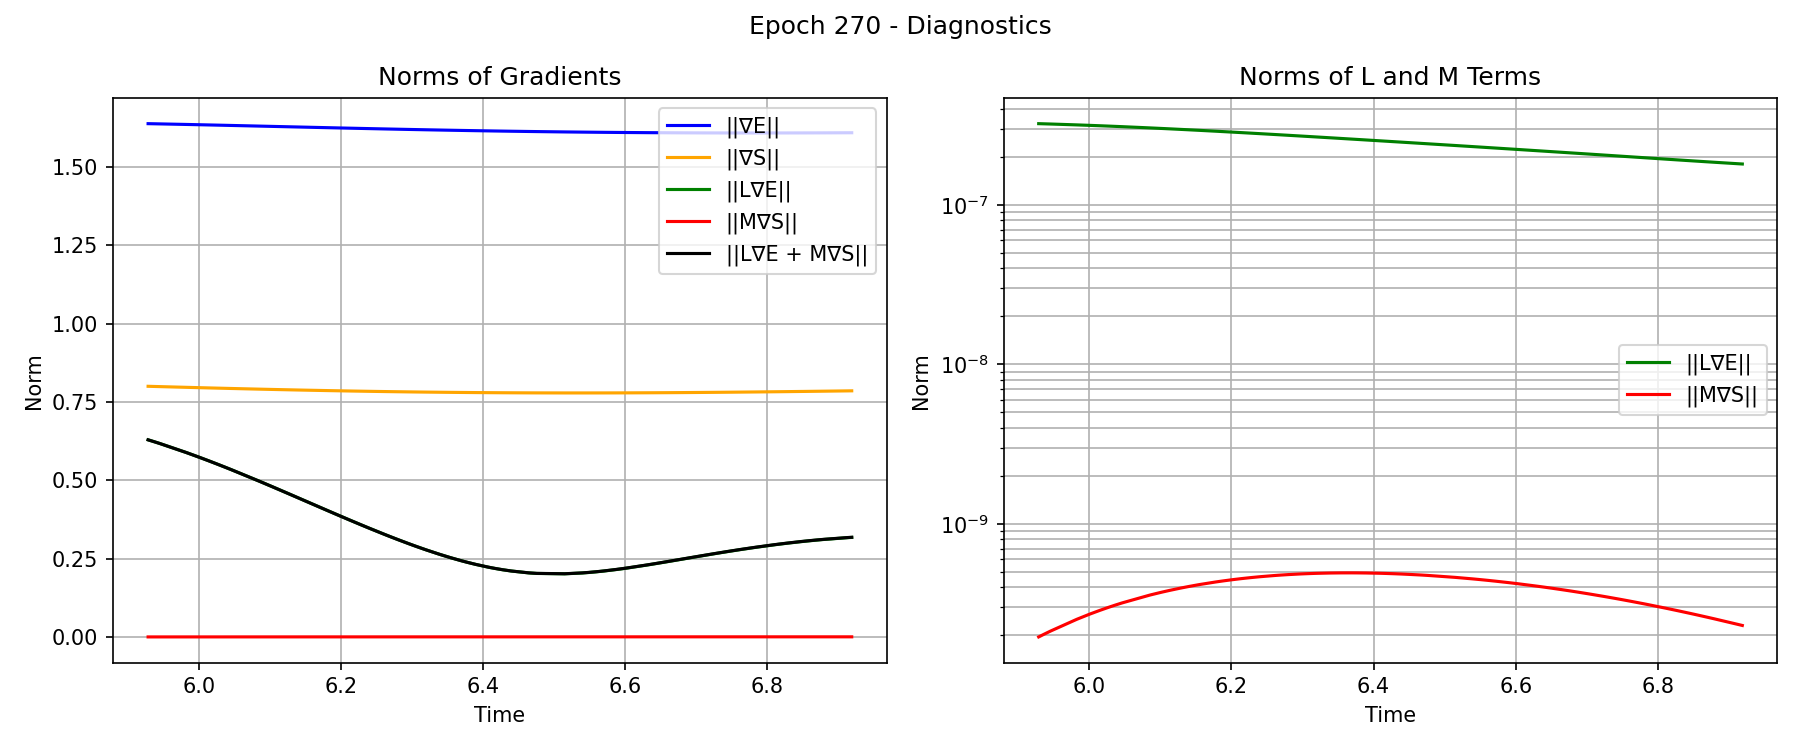 Epoch 270 - Diagnostics
Norms of Gradients
Norm
1.50
1.25
1.00
0.75
0.50
0.25
0.00
||∇E||
||∇S||
||L∇E||
||M∇S||
||L∇E + M∇S||
6.0 6.2 6.4 6.6 6.8
Time
Norms of L and M Terms
Norm
10⁻⁷
10⁻⁸
10⁻⁹
||L∇E||
||M∇S||
6.0 6.2 6.4 6.6 6.8
Time